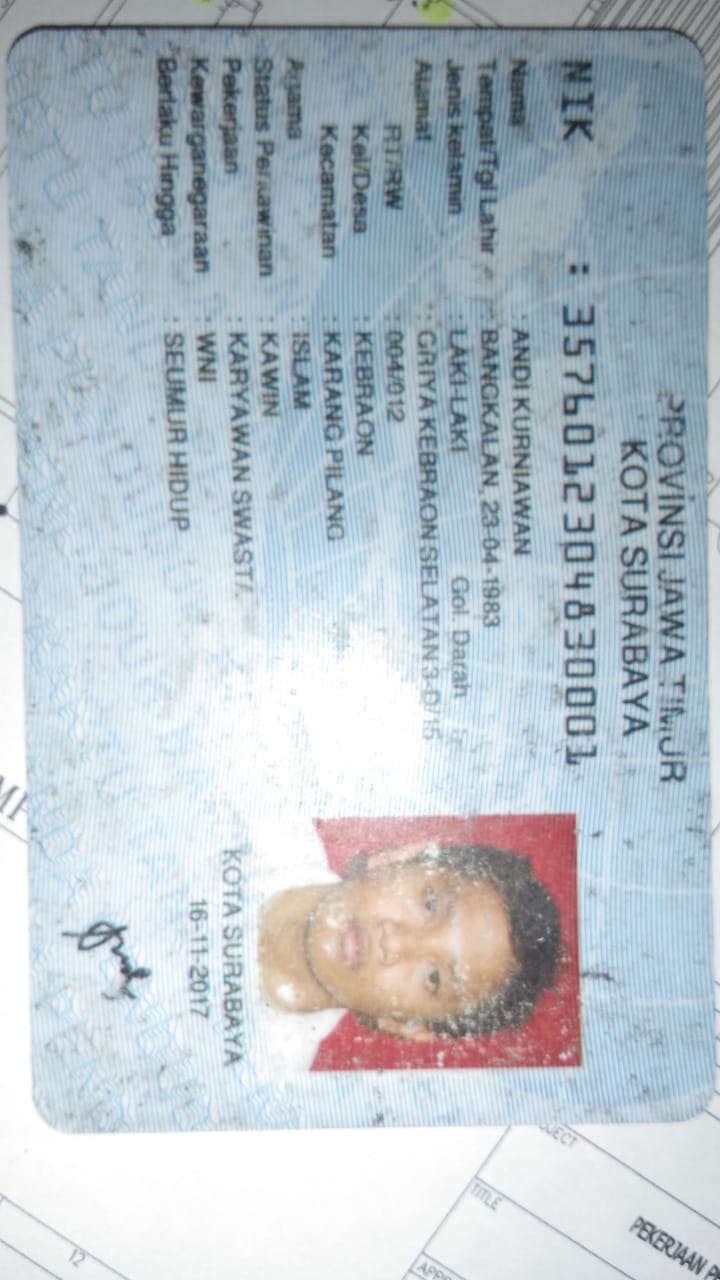 PROVINSI JAWA TIMUR
KOTA SURABAYA
NIK : 3576012304830001
Nama : ANDI KURNIAWAN
Tempat/Tgl Lahir : BANGKALAN, 23-04-1983
Jenis kelamin : LAKI-LAKI Gol. Darah
Alamat : GRIYA KEBRAON SELATAN 3-D/15
RT/RW : 004/012
Kel/Desa : KEBRAON
Kecamatan : KARANG PILANG
Agama : ISLAM
Status Perkawinan : KAWIN
Pekerjaan : KARYAWAN SWASTA
Kewarganegaraan : WNI
Berlaku Hingga : SEUMUR HIDUP
KOTA SURABAYA
16-11-2017
TITLE
PEKERJAAN
12